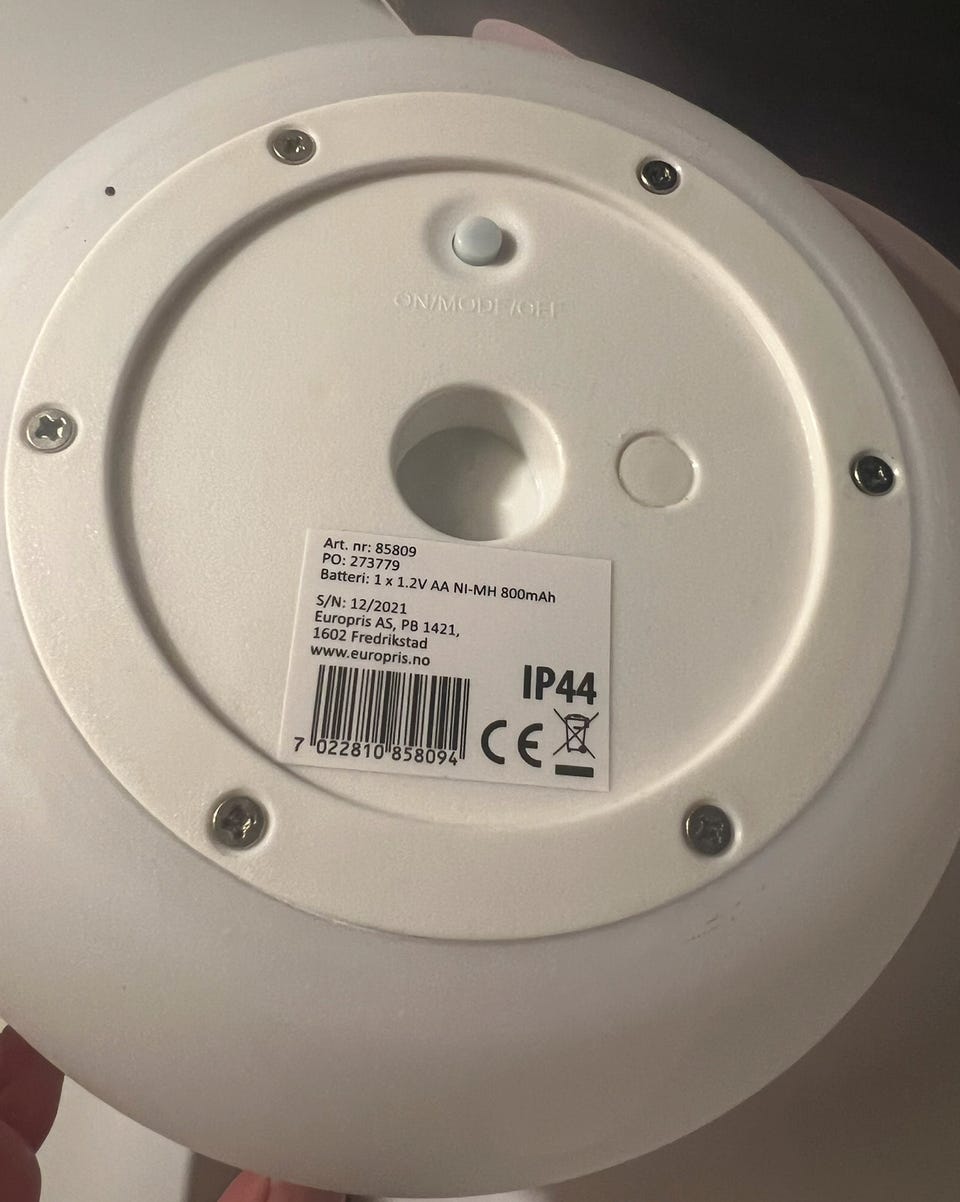 ON/MODE/OFF
Art. nr: 85809
PO: 273779
Batteri: 1 x 1.2V AA NI-MH 800mAh
S/N: 12/2021
Europris AS, PB 1421,
1602 Fredrikstad
www.europris.no
IP44
CE
7 022810 858094